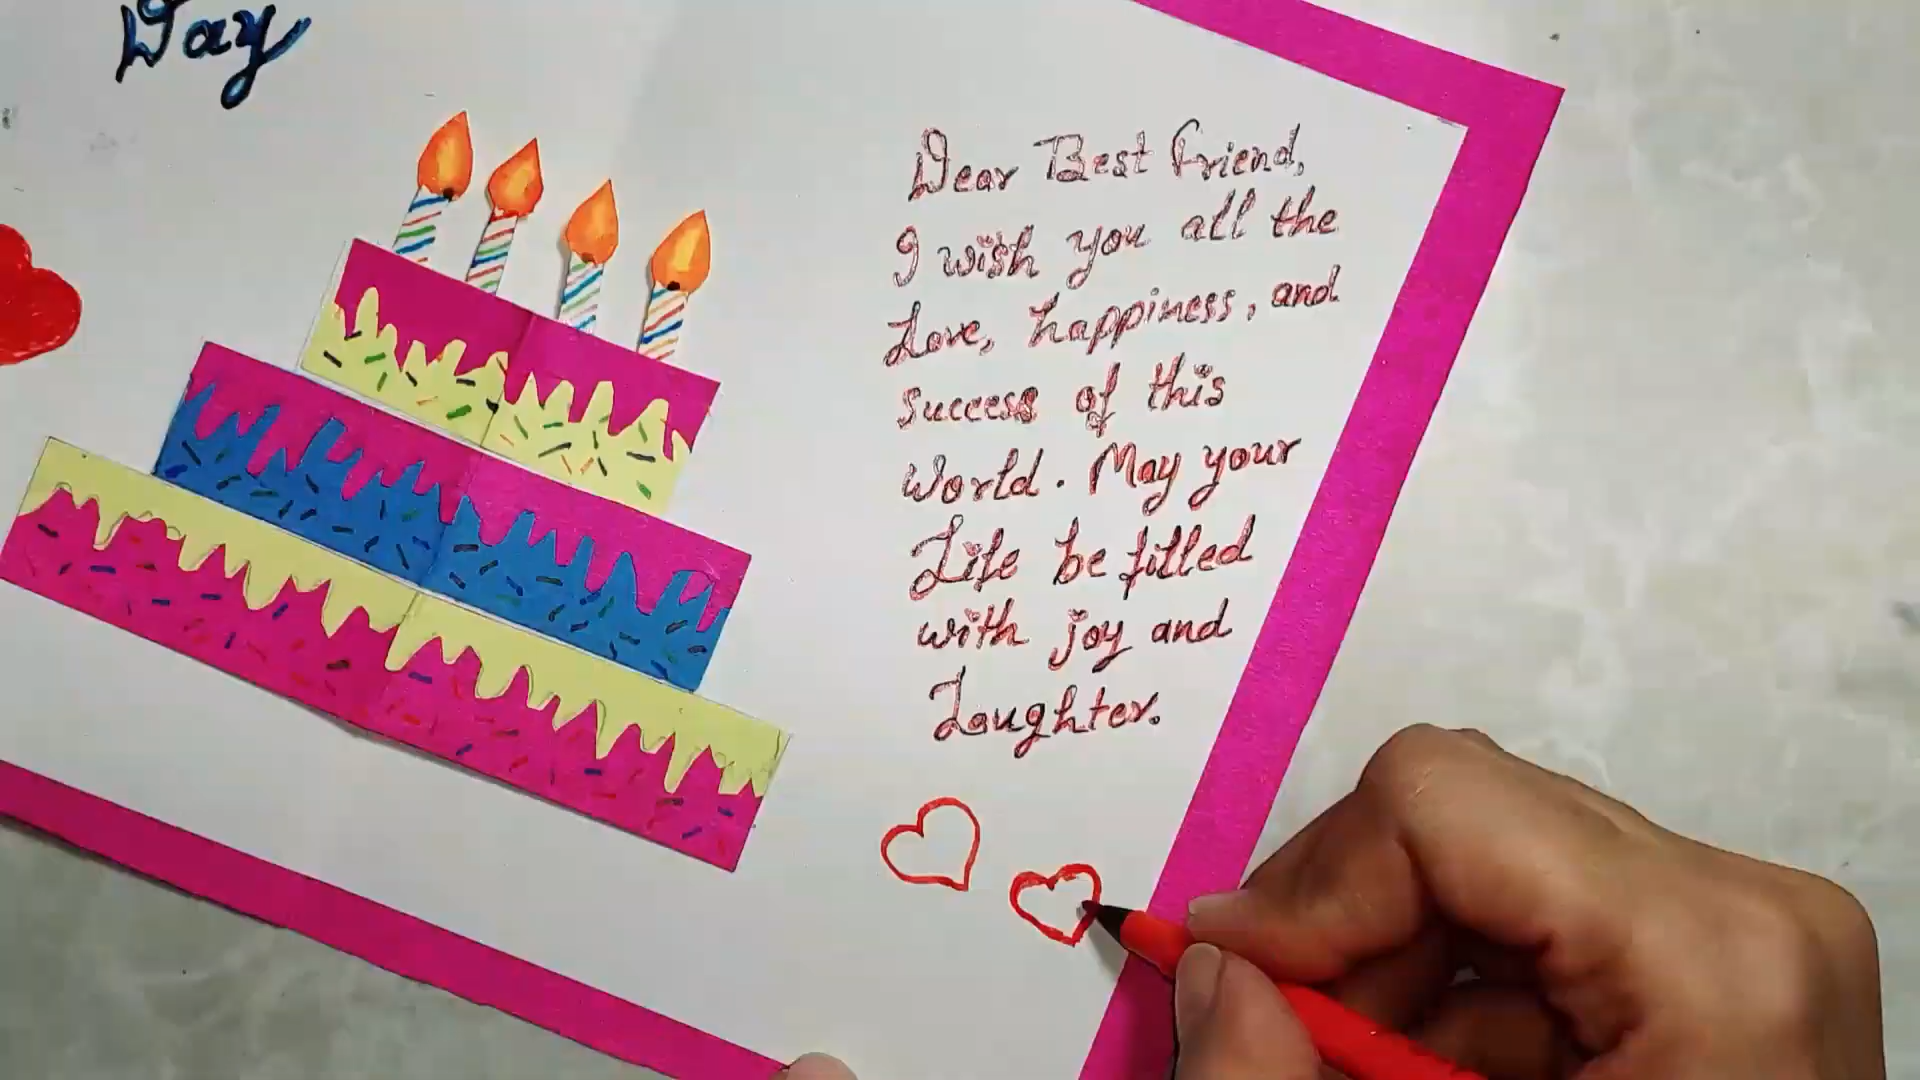 Day
Dear Best friend,
I wish you all the
Love, happiness, and
success of this
world. May your
Life be filled
with joy and
Laughter.